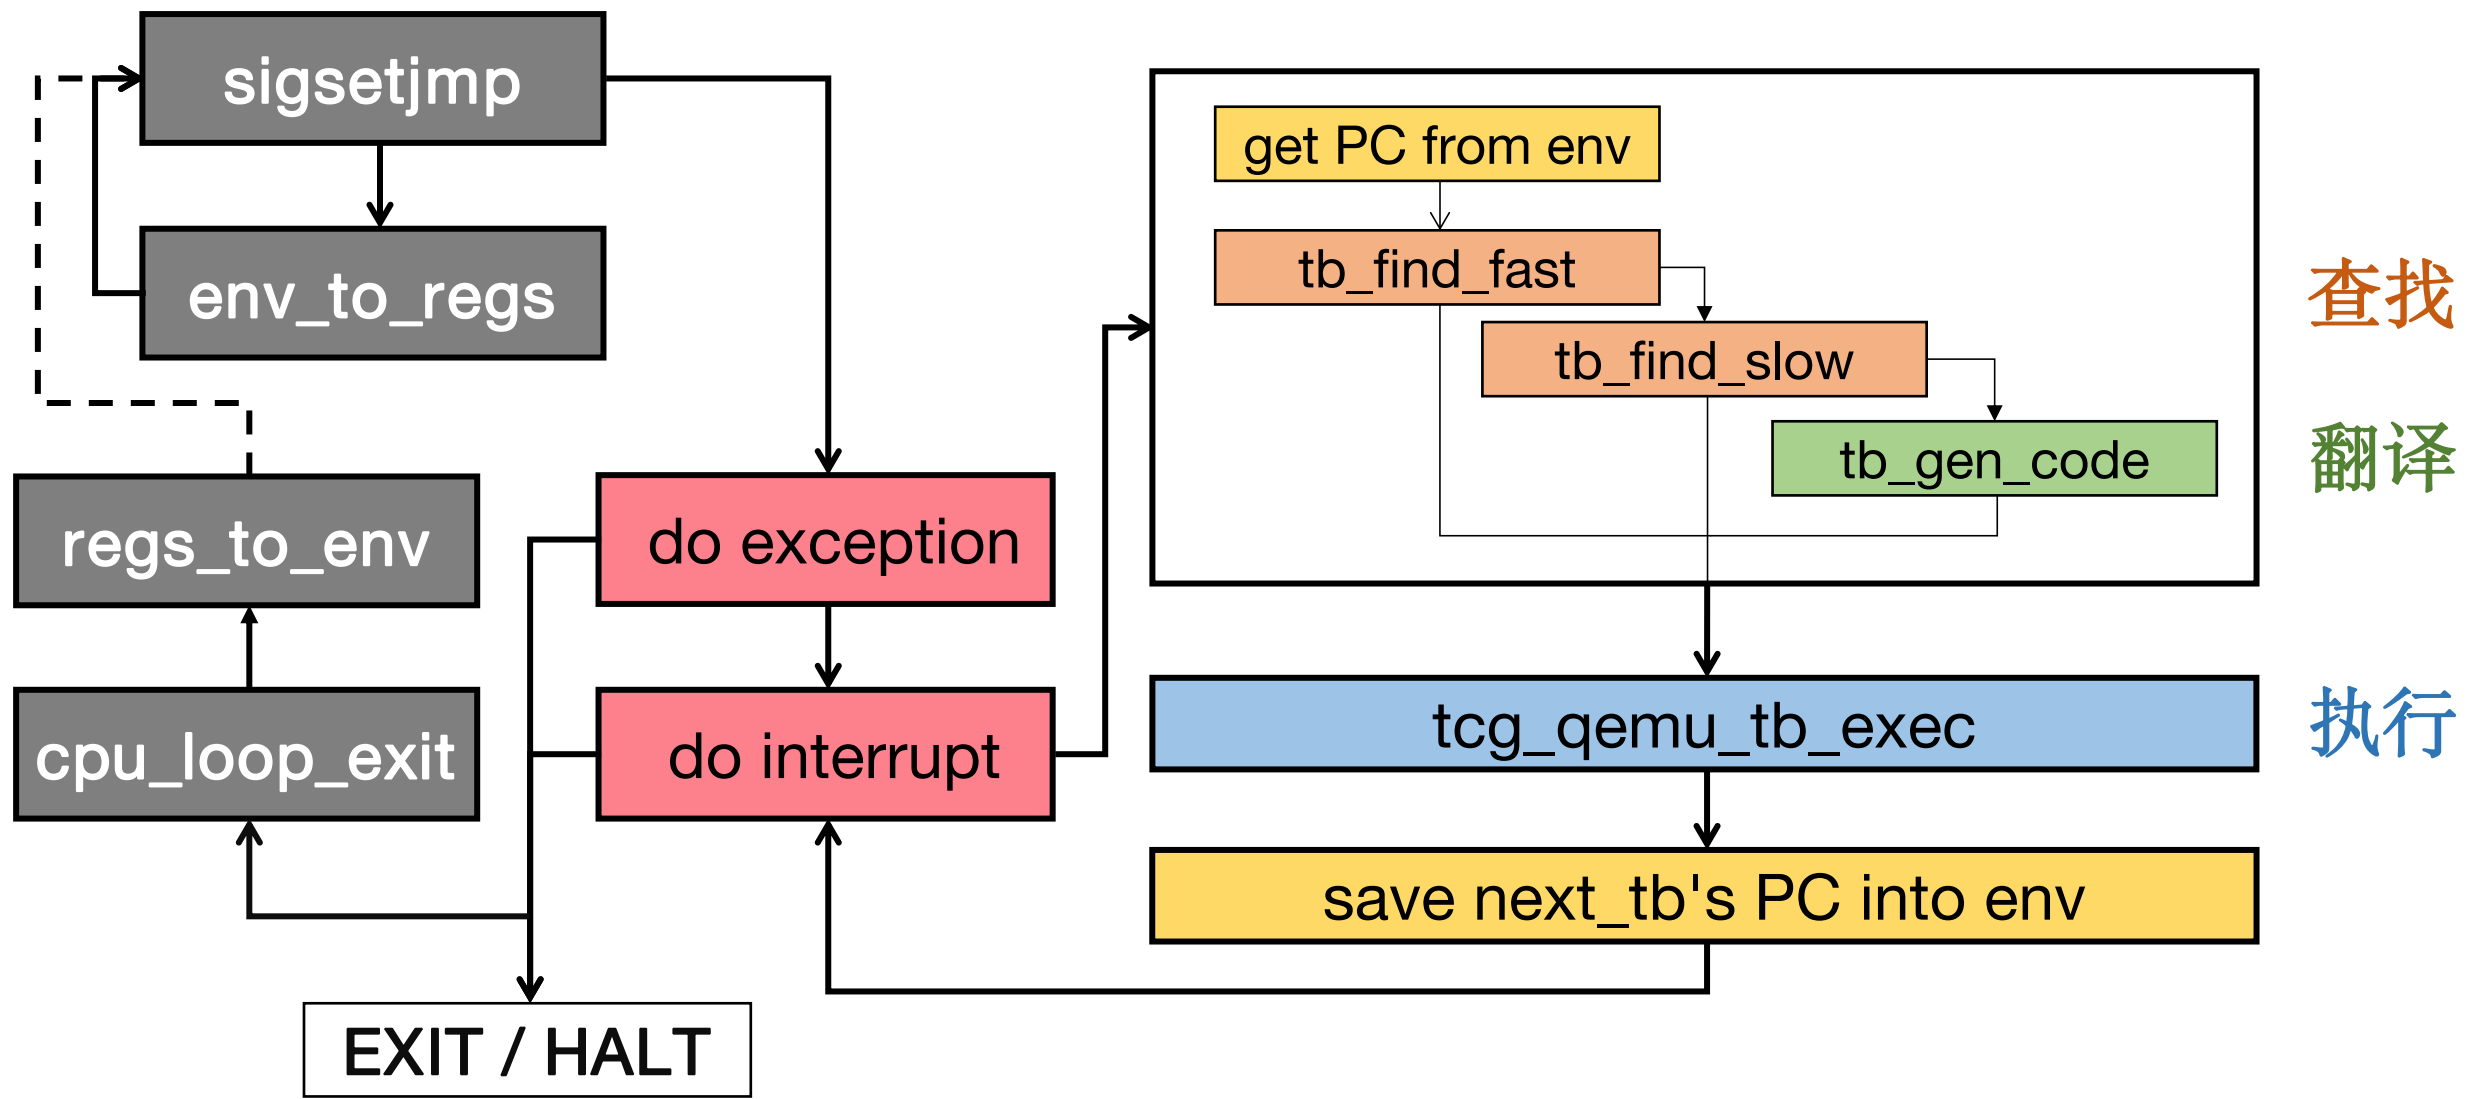 sigsetjmp
env_to_regs
regs_to_env
cpu_loop_exit
do exception
do interrupt
EXIT / HALT
get PC from env
tb_find_fast
tb_find_slow
tb_gen_code
tcg_qemu_tb_exec
save next_tb's PC into env
查找
翻译
执行